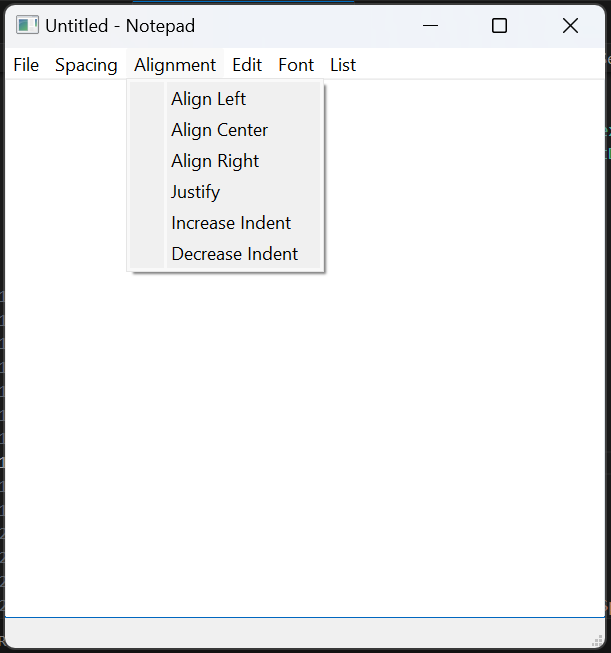 Untitled - Notepad
File Spacing Alignment Edit Font List
Align Left
Align Center
Align Right
Justify
Increase Indent
Decrease Indent